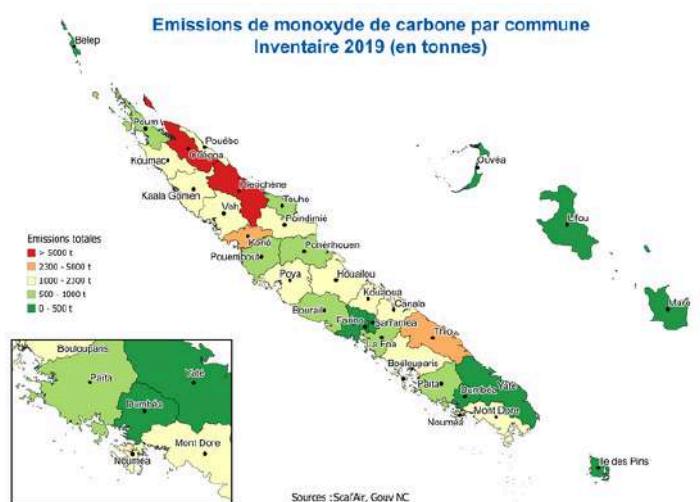 Emissions de monoxyde de carbone par commune
Inventaire 2019 (en tonnes)
Belep
Poum
Pouébo
Ouégoa
Koumac
Ouvéa
Hienghène
Kaala Gomen
Touho
Voh
Poindimié
Lifou
Koné
Ponérihouen
Pouembout
Emissions totales
> 5000 t
2300 - 5000 t
1000 - 2300 t
500 - 1000 t
0 - 500 t
Poya
Houaïlou
Kouaoua
Maré
Canala
Bourail
Farino
Sarraméa
Thio
La Foa
Boulouparis
Païta
Dumbéa
Yaté
Nouméa
Mont Dore
Ile des Pins
Bouloupans
Païta
Yaté
Dumbéa
Mont Dore
Nouméa
Sources : Scal'Air, Gouv NC